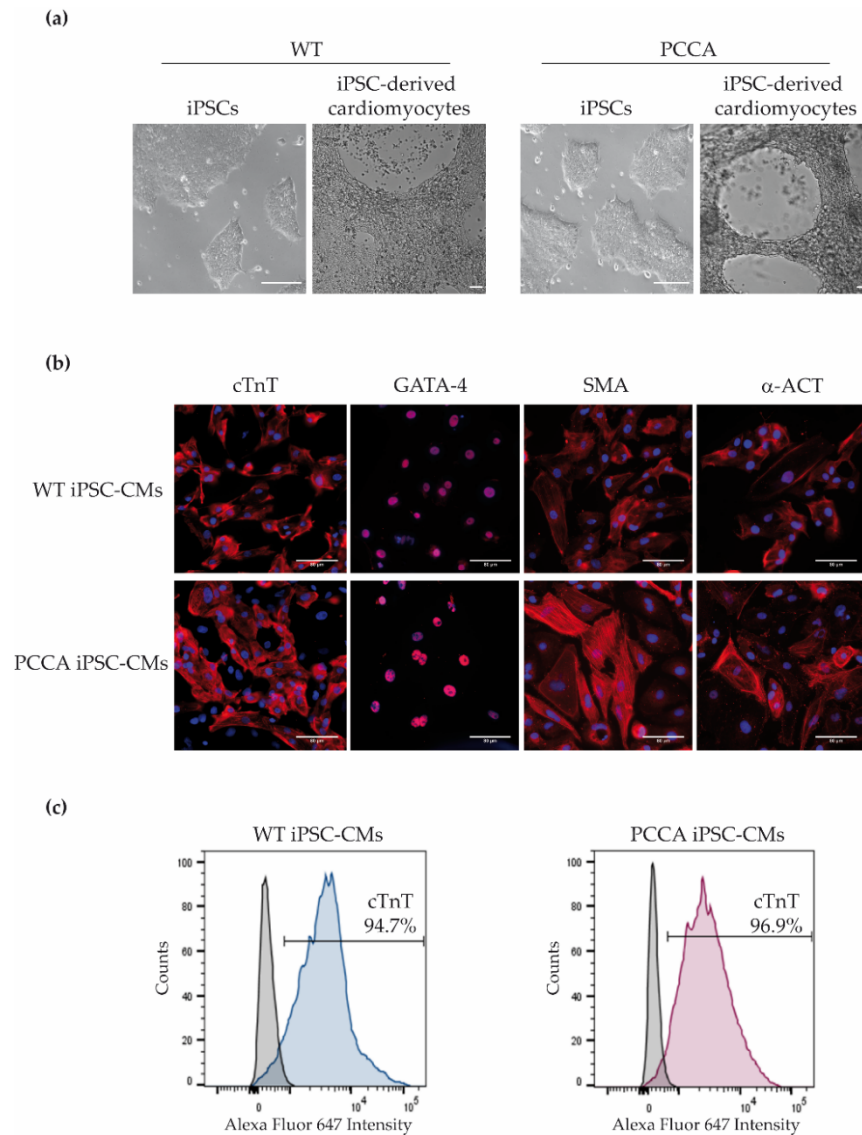 (a)
WT PCCA
iPSCs iPSC-derived cardiomyocytes iPSCs iPSC-derived cardiomyocytes
(b)
cTnT GATA-4 SMA α-ACT
WT iPSC-CMs
PCCA iPSC-CMs
(c)
WT iPSC-CMs PCCA iPSC-CMs
100 100
cTnT cTnT
80 94.7% 80 96.9%
60 60
Counts Counts
40 40
20 20
0 0
0 10^4 10^5 0 10^4 10^5
Alexa Fluor 647 Intensity Alexa Fluor 647 Intensity